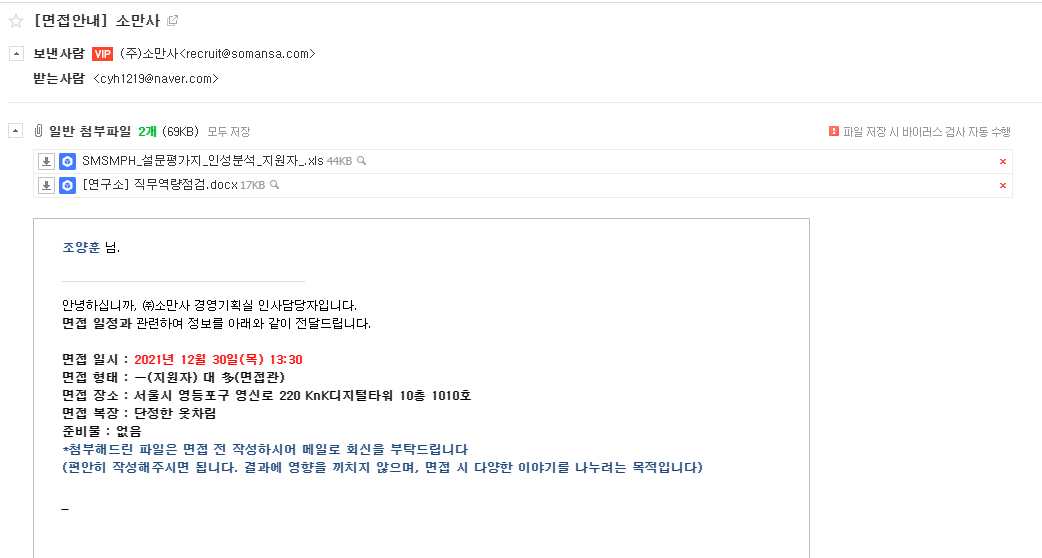 [면접안내] 소만사
보낸사람 VIP (주)소만사<recruit@somansa.com>
받는사람 <cyh1219@naver.com>
일반 첨부파일 2개 (69KB) 모두 저장
파일 저장 시 바이러스 검사 자동 수행
SMSMPH_설문평가지_인성분석_지원자_.xls 44KB
[연구소] 직무역량점검.docx 17KB
조양훈 님.
안녕하십니까, ㈜소만사 경영기획실 인사담당자입니다.
면접 일정과 관련하여 정보를 아래와 같이 전달드립니다.
면접 일시 : 2021년 12월 30일(목) 13:30
면접 형태 : 一(지원자) 대 多(면접관)
면접 장소 : 서울시 영등포구 영신로 220 KnK디지털타워 10층 1010호
면접 복장 : 단정한 옷차림
준비물 : 없음
*첨부해드린 파일은 면접 전 작성하시어 메일로 회신을 부탁드립니다
(편안히 작성해주시면 됩니다. 결과에 영향을 끼치지 않으며, 면접 시 다양한 이야기를 나누려는 목적입니다)
–